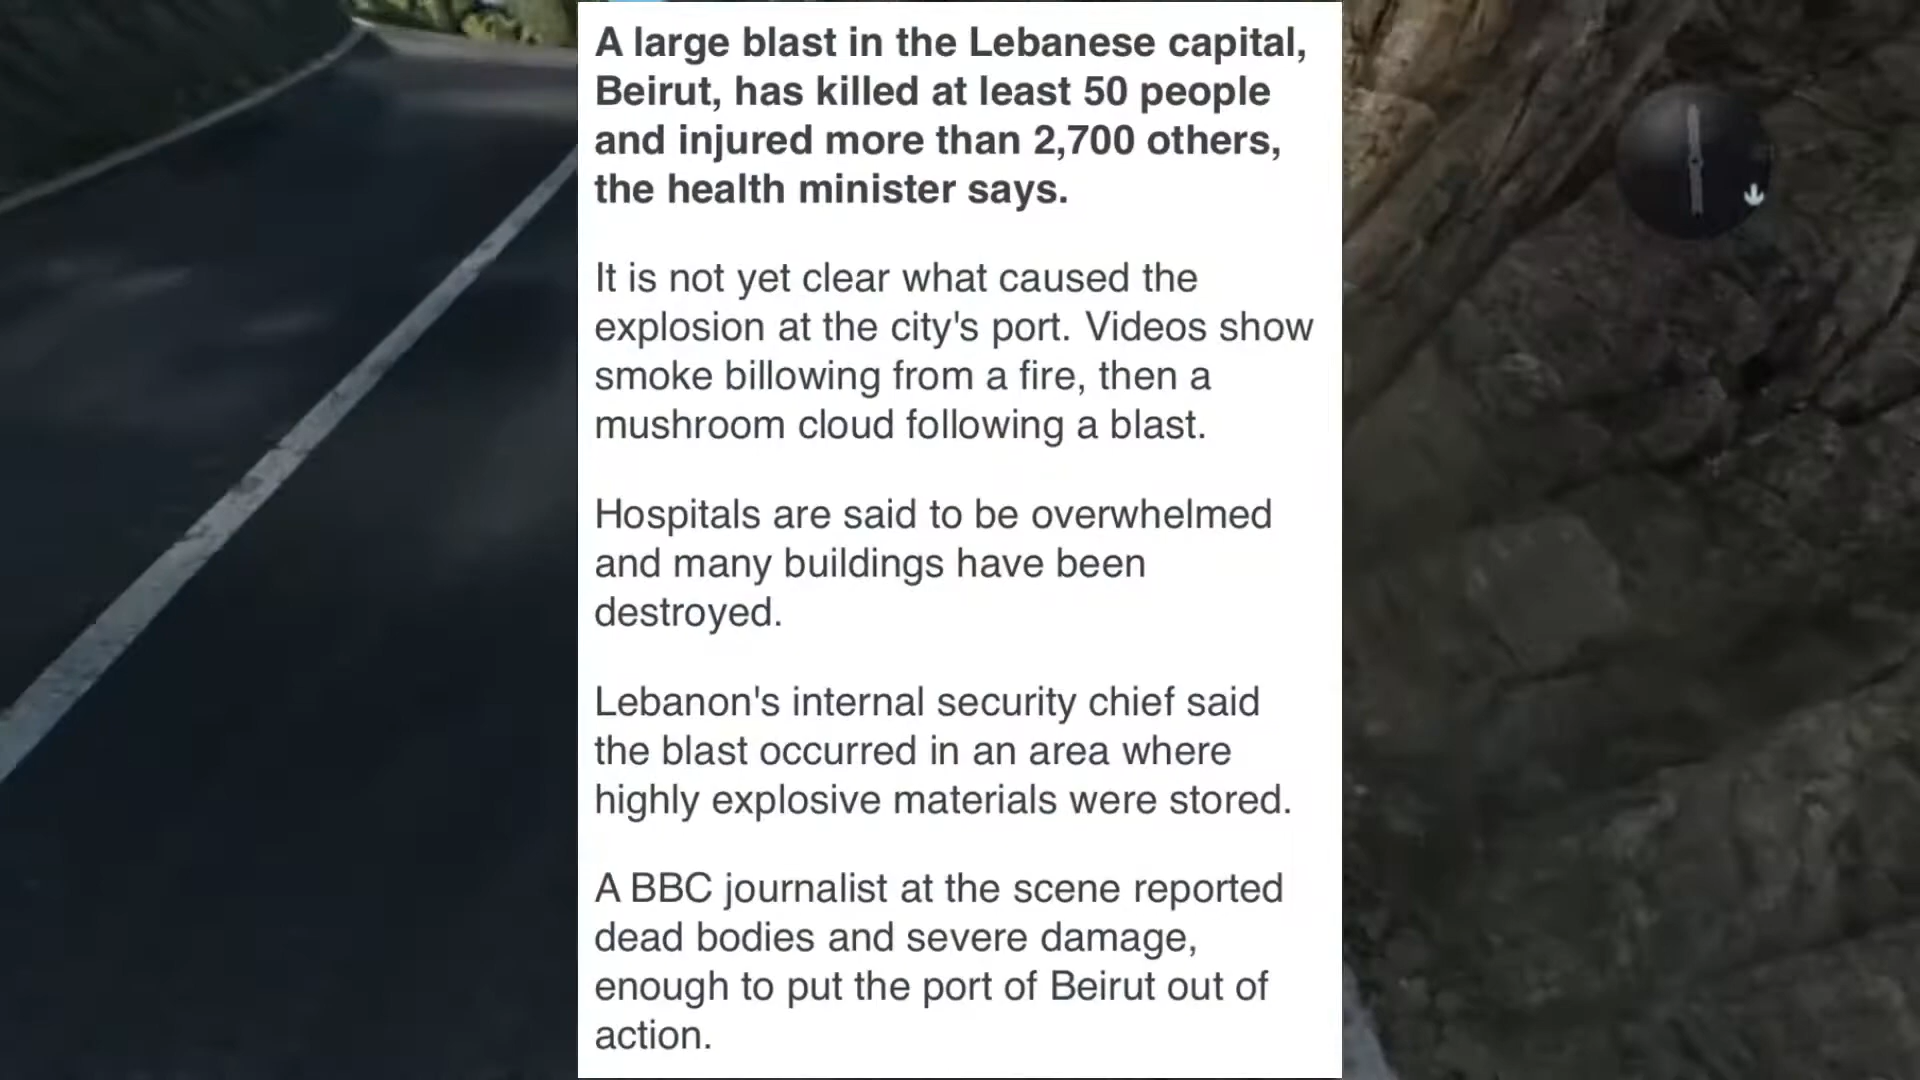 A large blast in the Lebanese capital,
Beirut, has killed at least 50 people
and injured more than 2,700 others,
the health minister says.
It is not yet clear what caused the
explosion at the city's port. Videos show
smoke billowing from a fire, then a
mushroom cloud following a blast.
Hospitals are said to be overwhelmed
and many buildings have been
destroyed.
Lebanon's internal security chief said
the blast occurred in an area where
highly explosive materials were stored.
A BBC journalist at the scene reported
dead bodies and severe damage,
enough to put the port of Beirut out of
action.